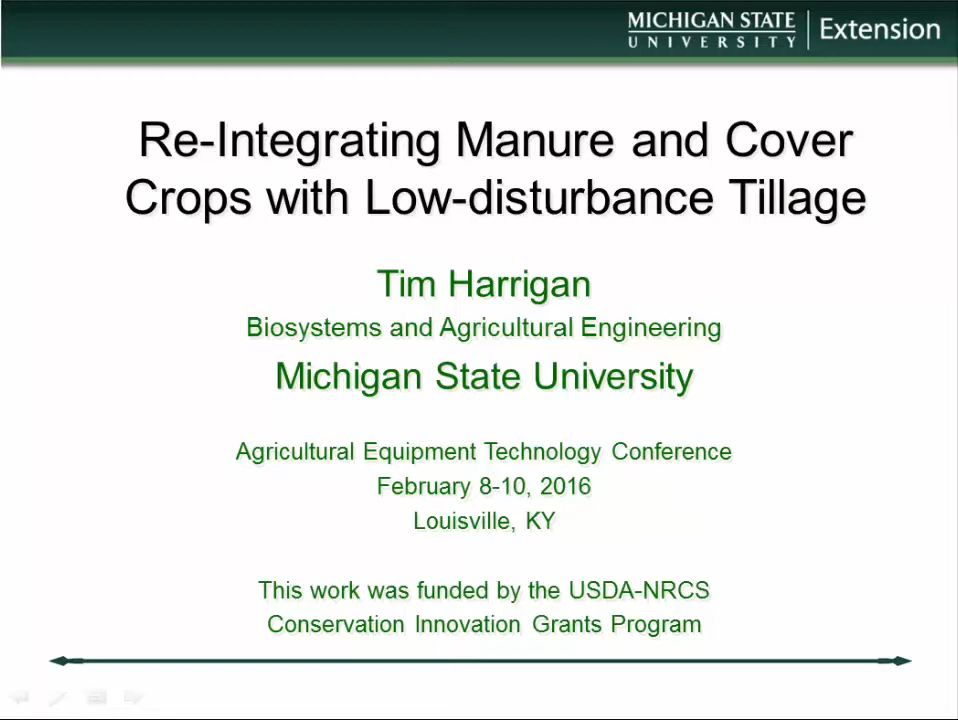 MICHIGAN STATE
UNIVERSITY
Extension
Re-Integrating Manure and Cover
Crops with Low-disturbance Tillage
Tim Harrigan
Biosystems and Agricultural Engineering
Michigan State University
Agricultural Equipment Technology Conference
February 8-10, 2016
Louisville, KY
This work was funded by the USDA-NRCS
Conservation Innovation Grants Program